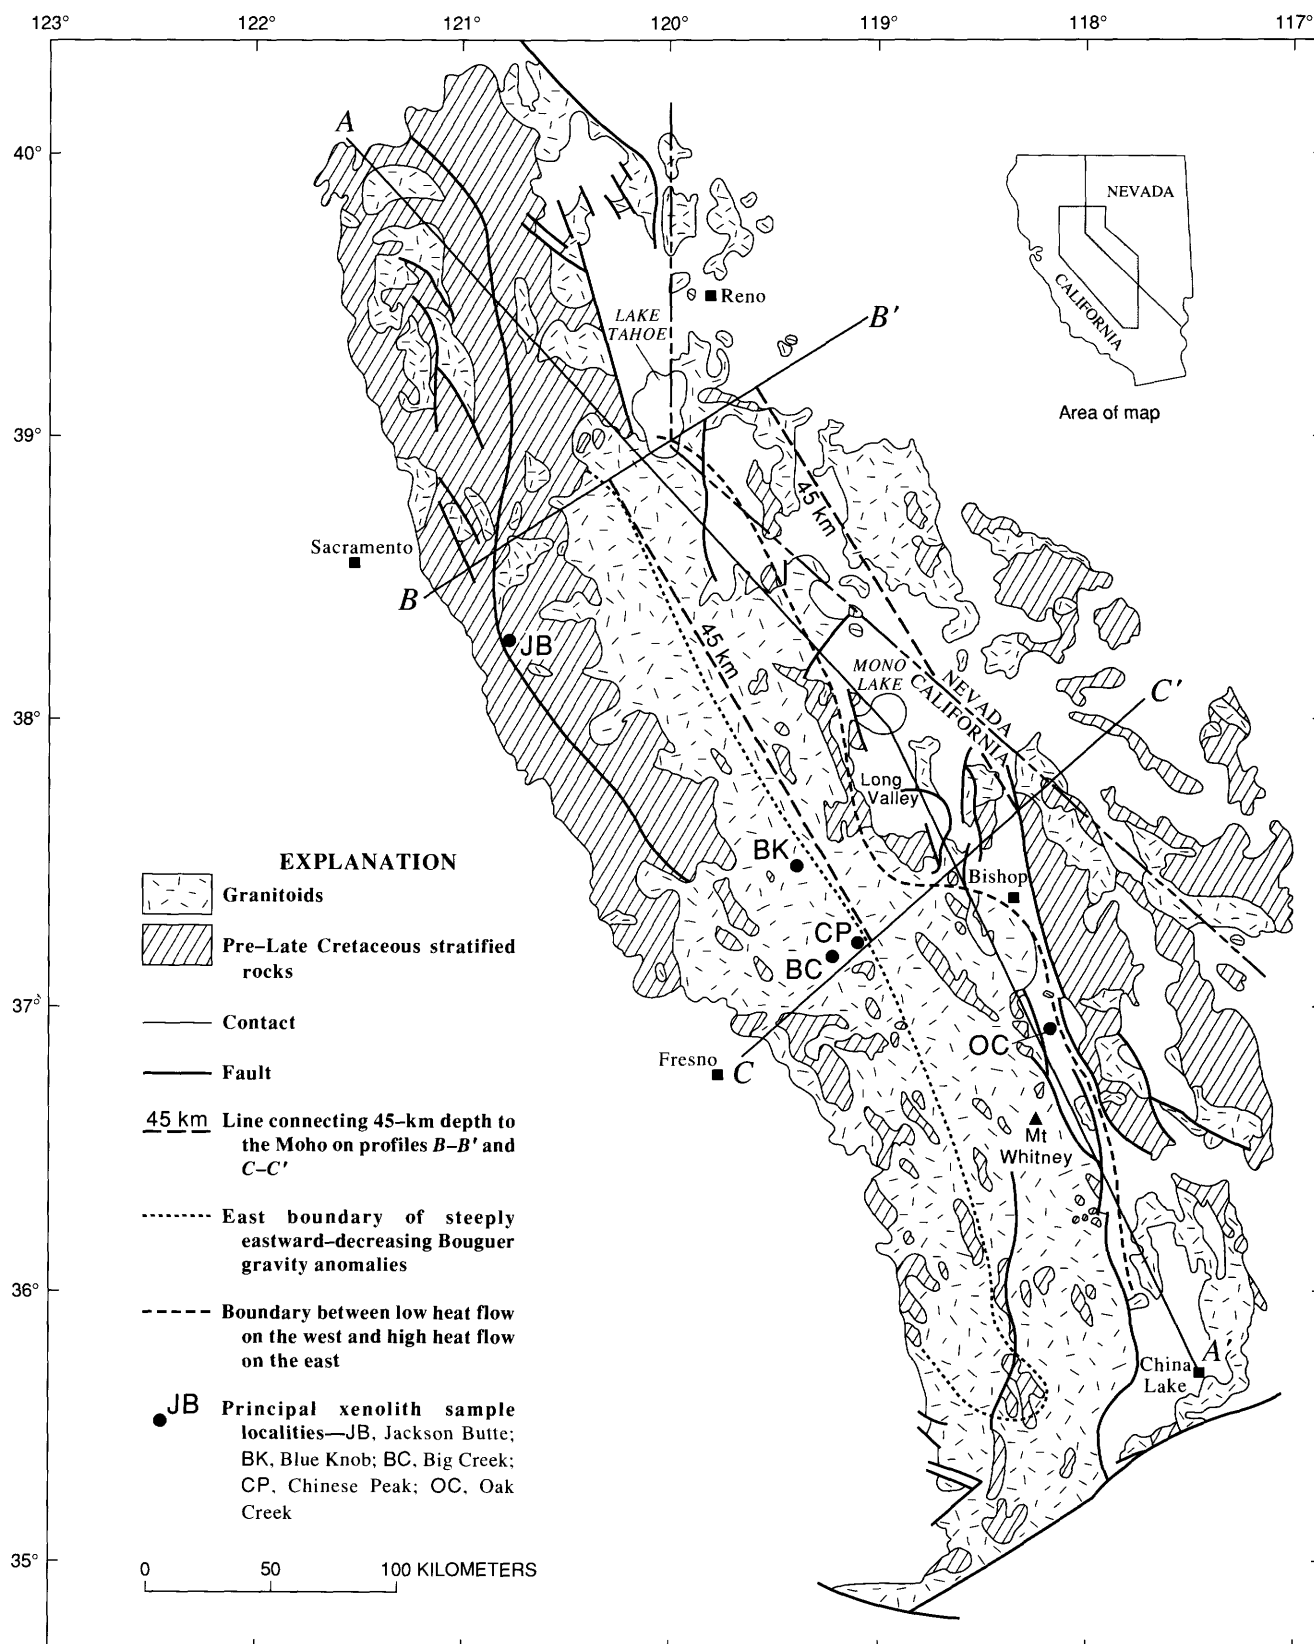 123° 122° 121° 120° 119° 118° 117°
A
40°
NEVADA
CALIFORNIA
Area of map
Reno
LAKE
TAHOE
B'
39°
45 km
Sacramento
B
JB
45 km
MONO
LAKE
NEVADA
CALIFORNIA
C'
38°
Long
Valley
BK
Bishop
CP
BC
37°
OC
Fresno
C
Mt
Whitney
36°
China
Lake
A'
35°
EXPLANATION
Granitoids
Pre–Late Cretaceous stratified
rocks
Contact
Fault
45 km Line connecting 45–km depth to
the Moho on profiles B–B' and
C–C'
East boundary of steeply
eastward–decreasing Bouguer
gravity anomalies
Boundary between low heat flow
on the west and high heat flow
on the east
JB Principal xenolith sample
localities—JB, Jackson Butte;
BK, Blue Knob; BC, Big Creek;
CP, Chinese Peak; OC, Oak
Creek
0 50 100 KILOMETERS